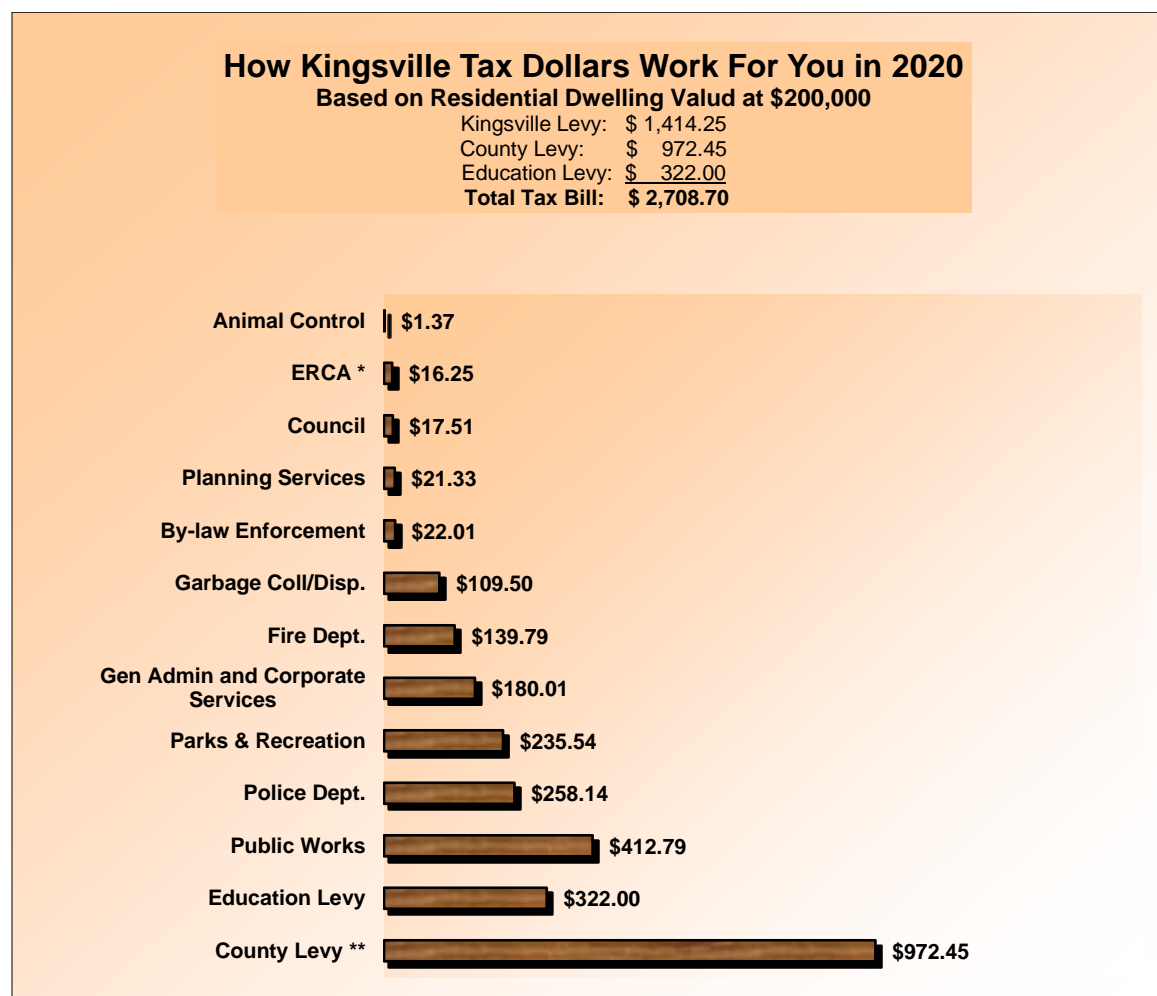 How Kingsville Tax Dollars Work For You in 2020
Based on Residential Dwelling Valud at $200,000
Kingsville Levy: $ 1,414.25
County Levy: $ 972.45
Education Levy: $ 322.00
Total Tax Bill: $ 2,708.70
Animal Control $1.37
ERCA * $16.25
Council $17.51
Planning Services $21.33
By-law Enforcement $22.01
Garbage Coll/Disp. $109.50
Fire Dept. $139.79
Gen Admin and Corporate
Services $180.01
Parks & Recreation $235.54
Police Dept. $258.14
Public Works $412.79
Education Levy $322.00
County Levy ** $972.45